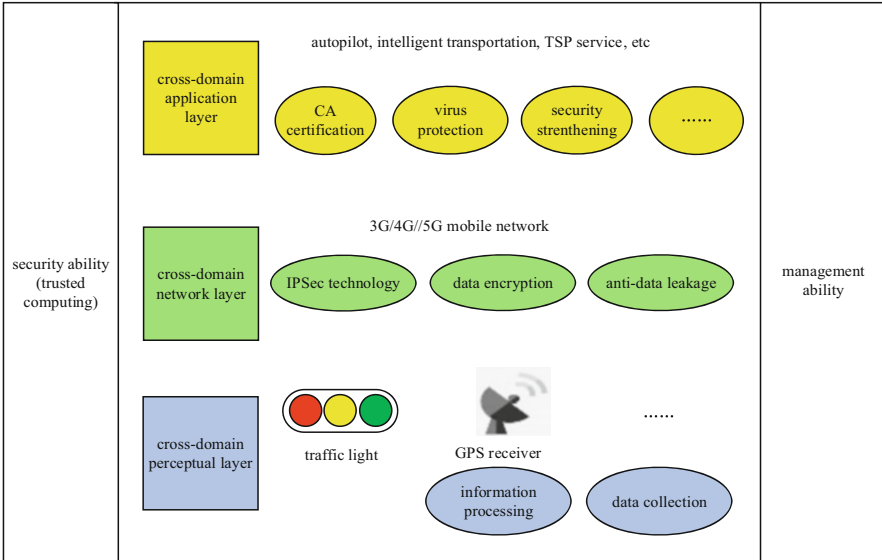 security ability
(trusted
computing)
autopilot, intelligent transportation, TSP service, etc
cross-domain
application
layer
CA
certification
virus
protection
security
strenthening
......
3G/4G//5G mobile network
cross-domain
network layer
IPSec technology
data encryption
anti-data leakage
cross-domain
perceptual layer
traffic light
GPS receiver
......
information
processing
data collection
management
ability